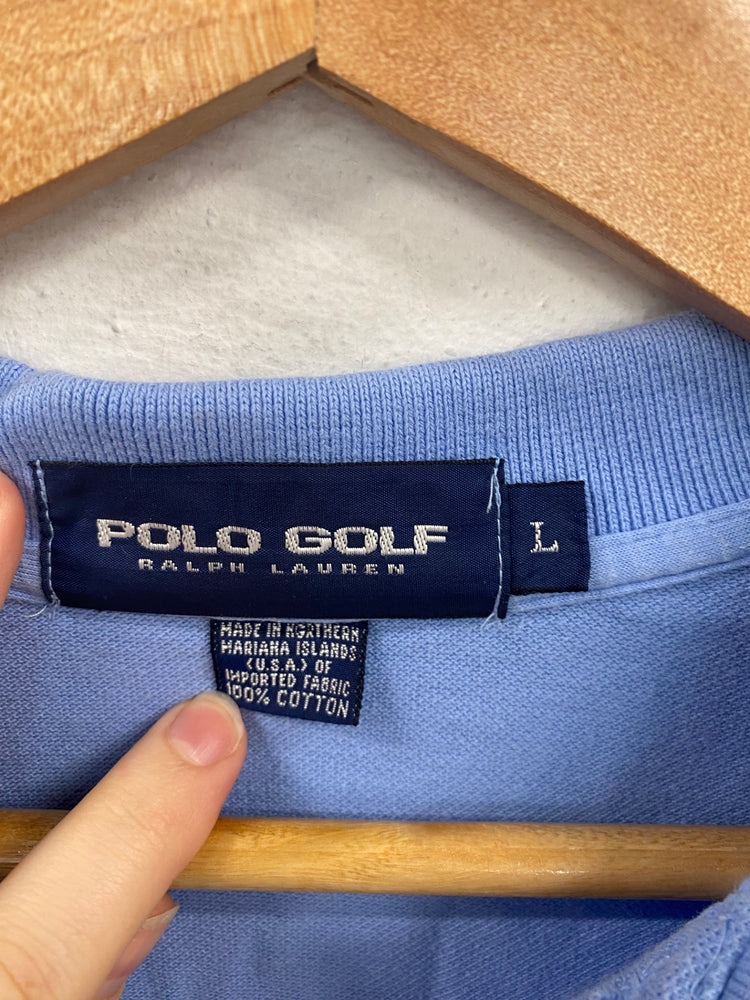 POLO GOLF
RALPH LAUREN
L
MADE IN NORTHERN
MARIANA ISLANDS
(U.S.A.) OF
IMPORTED FABRIC
100% COTTON